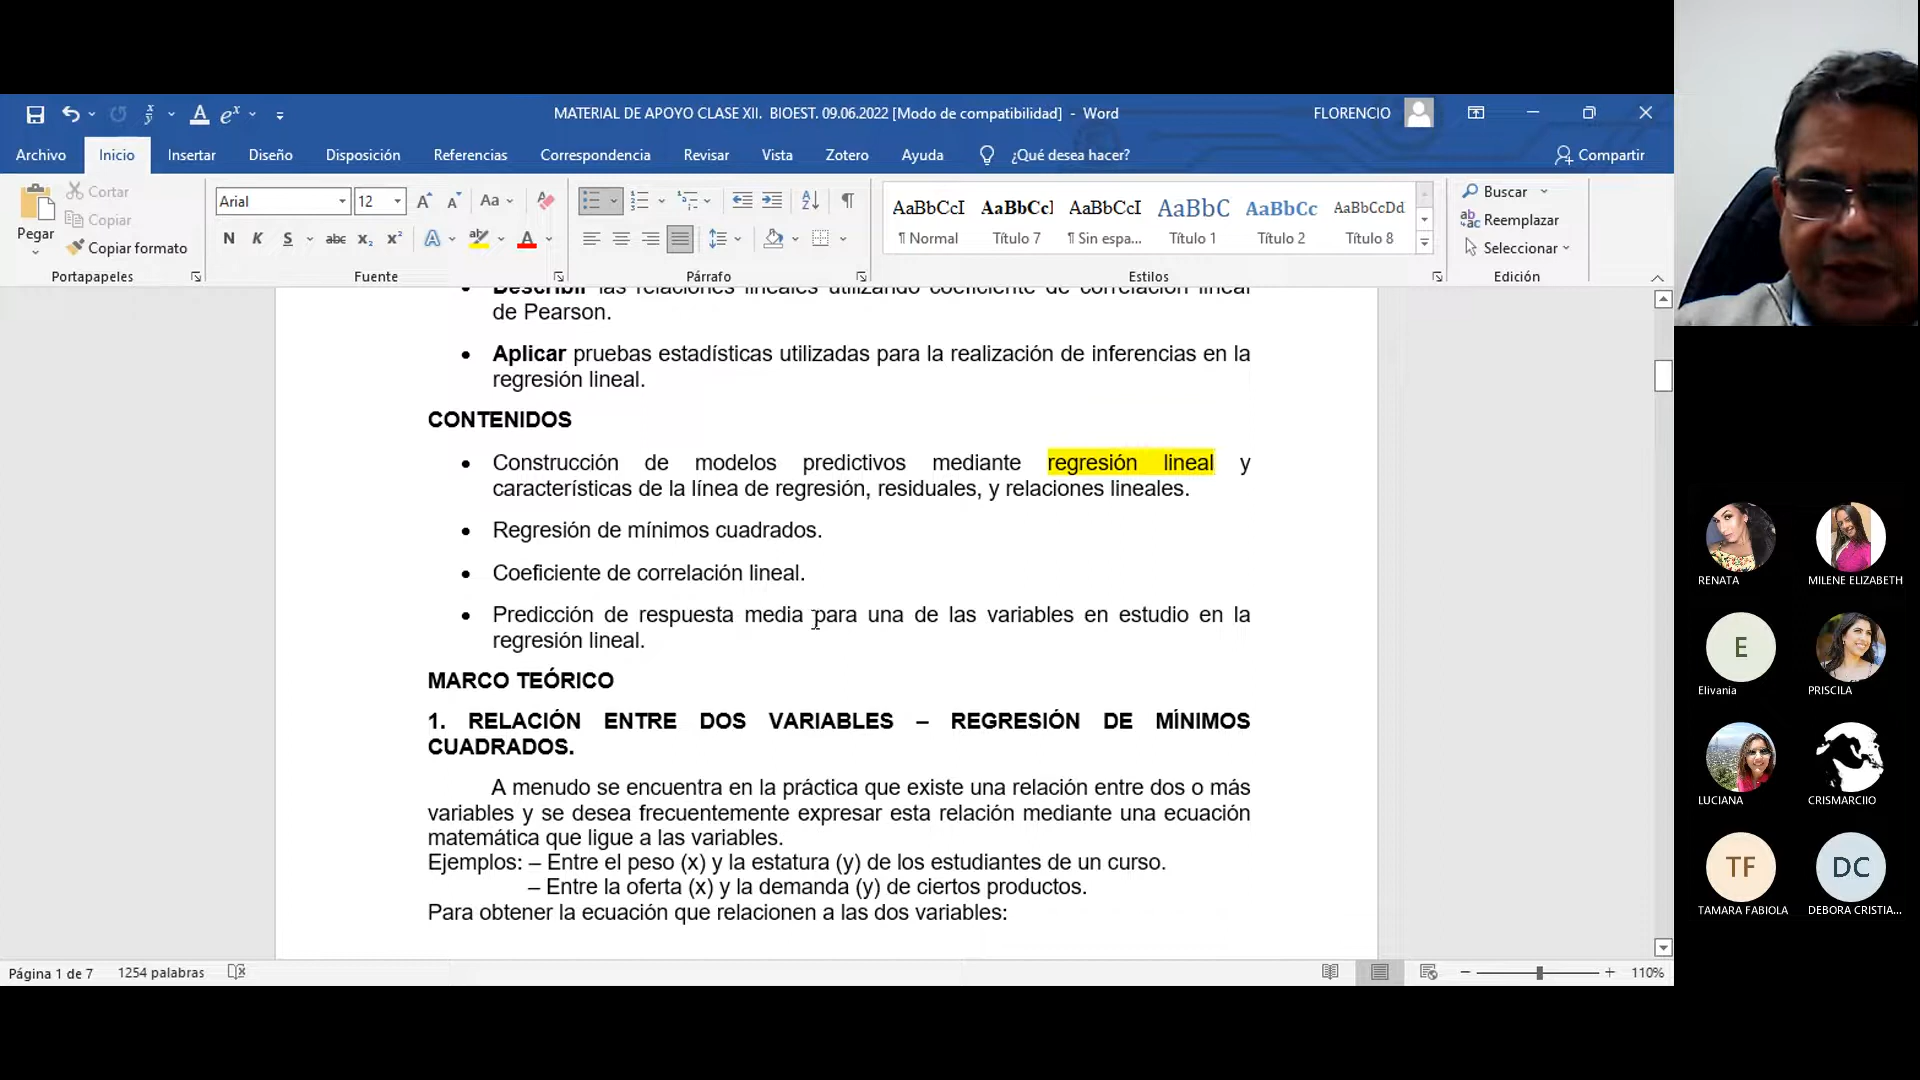 MATERIAL DE APOYO CLASE XII. BIOEST. 09.06.2022 [Modo de compatibilidad] - Word
FLORENCIO
Archivo
Inicio
Insertar
Diseño
Disposición
Referencias
Correspondencia
Revisar
Vista
Zotero
Ayuda
¿Qué desea hacer?
Compartir
Pegar
Cortar
Copiar
Copiar formato
Portapapeles
Arial
12
Fuente
Párrafo
AaBbCcI
¶ Normal
AaBbCcI
Título 7
AaBbCcI
¶ Sin espa...
AaBbC
Título 1
AaBbCc
Título 2
AaBbCcDd
Título 8
Estilos
Buscar
Reemplazar
Seleccionar
Edición
• Describir las relaciones lineales utilizando coeficiente de correlación lineal
de Pearson.
• Aplicar pruebas estadísticas utilizadas para la realización de inferencias en la
regresión lineal.
CONTENIDOS
• Construcción de modelos predictivos mediante regresión lineal y
características de la línea de regresión, residuales, y relaciones lineales.
• Regresión de mínimos cuadrados.
• Coeficiente de correlación lineal.
• Predicción de respuesta media para una de las variables en estudio en la
regresión lineal.
MARCO TEÓRICO
1. RELACIÓN ENTRE DOS VARIABLES – REGRESIÓN DE MÍNIMOS
CUADRADOS.
A menudo se encuentra en la práctica que existe una relación entre dos o más
variables y se desea frecuentemente expresar esta relación mediante una ecuación
matemática que ligue a las variables.
Ejemplos: – Entre el peso (x) y la estatura (y) de los estudiantes de un curso.
– Entre la oferta (x) y la demanda (y) de ciertos productos.
Para obtener la ecuación que relacionen a las dos variables:
Página 1 de 7
1254 palabras
110%
RENATA
MILENE ELIZABETH
E
Elivania
PRISCILA
LUCIANA
CRISMARCIIO
TF
TAMARA FABIOLA
DC
DEBORA CRISTIA...